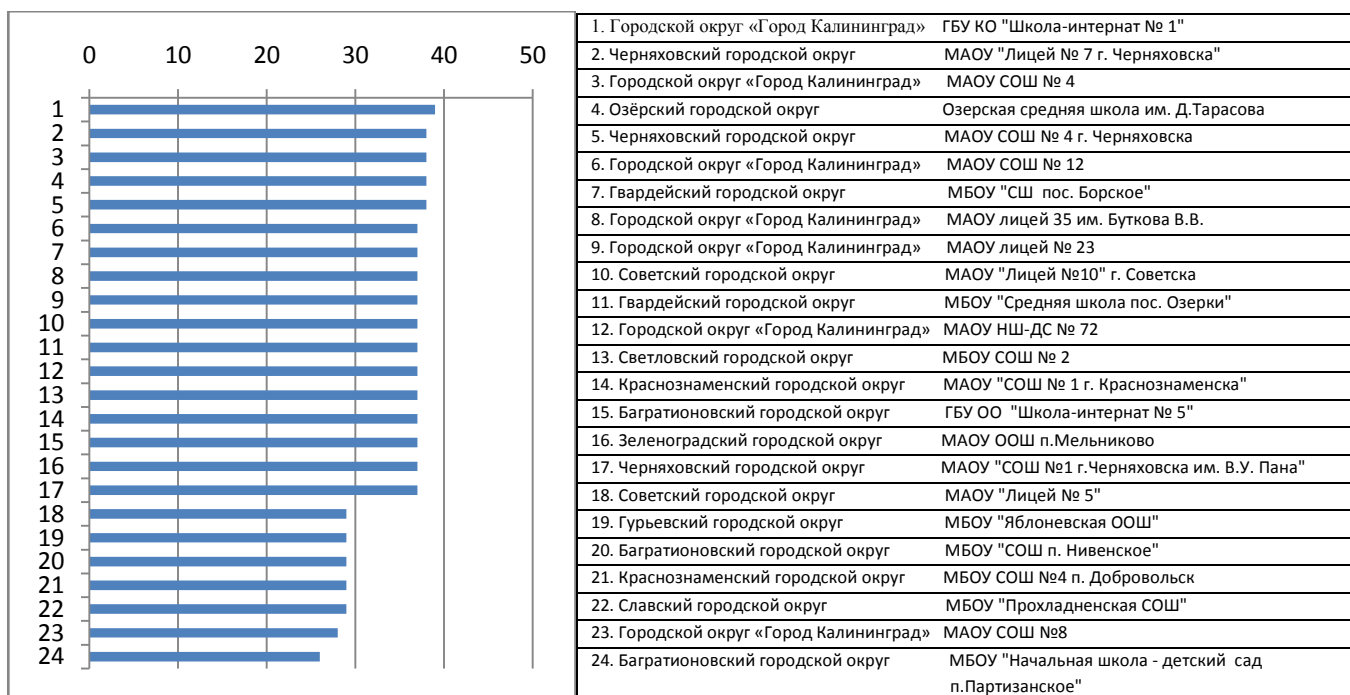 0 10 20 30 40 50
1
2
3
4
5
6
7
8
9
10
11
12
13
14
15
16
17
18
19
20
21
22
23
24
1. Городской округ «Город Калининград» ГБУ КО "Школа-интернат № 1"
2. Черняховский городской округ МАОУ "Лицей № 7 г. Черняховска"
3. Городской округ «Город Калининград» МАОУ СОШ № 4
4. Озёрский городской округ Озерская средняя школа им. Д.Тарасова
5. Черняховский городской округ МАОУ СОШ № 4 г. Черняховска
6. Городской округ «Город Калининград» МАОУ СОШ № 12
7. Гвардейский городской округ МБОУ "СШ пос. Борское"
8. Городской округ «Город Калининград» МАОУ лицей 35 им. Буткова В.В.
9. Городской округ «Город Калининград» МАОУ лицей № 23
10. Советский городской округ МАОУ "Лицей №10" г. Советска
11. Гвардейский городской округ МБОУ "Средняя школа пос. Озерки"
12. Городской округ «Город Калининград» МАОУ НШ-ДС № 72
13. Светловский городской округ МБОУ СОШ № 2
14. Краснознаменский городской округ МАОУ "СОШ № 1 г. Краснознаменска"
15. Багратионовский городской округ ГБУ ОО "Школа-интернат № 5"
16. Зеленоградский городской округ МАОУ ООШ п.Мельниково
17. Черняховский городской округ МАОУ "СОШ №1 г.Черняховска им. В.У. Пана"
18. Советский городской округ МАОУ "Лицей № 5"
19. Гурьевский городской округ МБОУ "Яблоневская ООШ"
20. Багратионовский городской округ МБОУ "СОШ п. Нивенское"
21. Краснознаменский городской округ МБОУ СОШ №4 п. Добровольск
22. Славский городской округ МБОУ "Прохладненская СОШ"
23. Городской округ «Город Калининград» МАОУ СОШ №8
24. Багратионовский городской округ МБОУ "Начальная школа - детский сад
п.Партизанское"